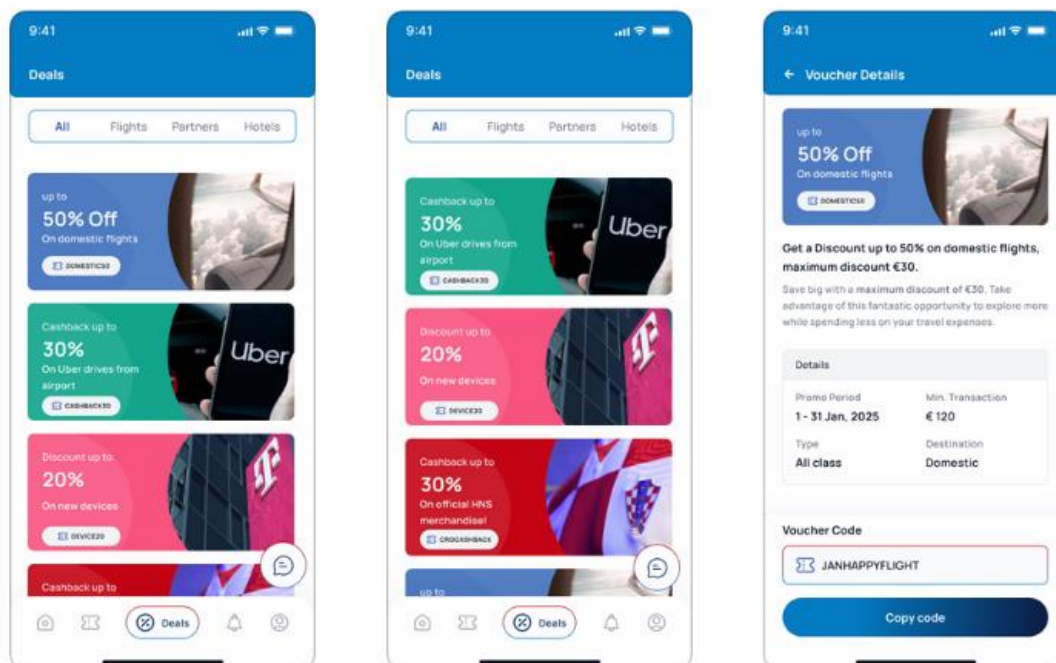 9:41
Deals
All Flights Partners Hotels
up to
50% Off
On domestic flights
DOMESTIC50
Cashback up to
30%
On Uber drives from
airport
CASHBACK30
Uber
Discount up to
20%
On new devices
DEVICE20
T
Cashback up to
Deals
9:41
Deals
All Flights Partners Hotels
Cashback up to
30%
On Uber drives from
airport
CASHBACK30
Uber
Discount up to
20%
On new devices
DEVICE20
T
Cashback up to
30%
On official HNS
merchandise!
CROCASHBACK
up to
Deals
9:41
Voucher Details
up to
50% Off
On domestic flights
DOMESTIC50
Get a Discount up to 50% on domestic flights,
maximum discount €30.
Save big with a maximum discount of €30. Take
advantage of this fantastic opportunity to explore more
while spending less on your travel expenses.
Details
Promo Period Min. Transaction
1 - 31 Jan, 2025 € 120
Type Destination
All class Domestic
Voucher Code
JANHAPPYFLIGHT
Copy code